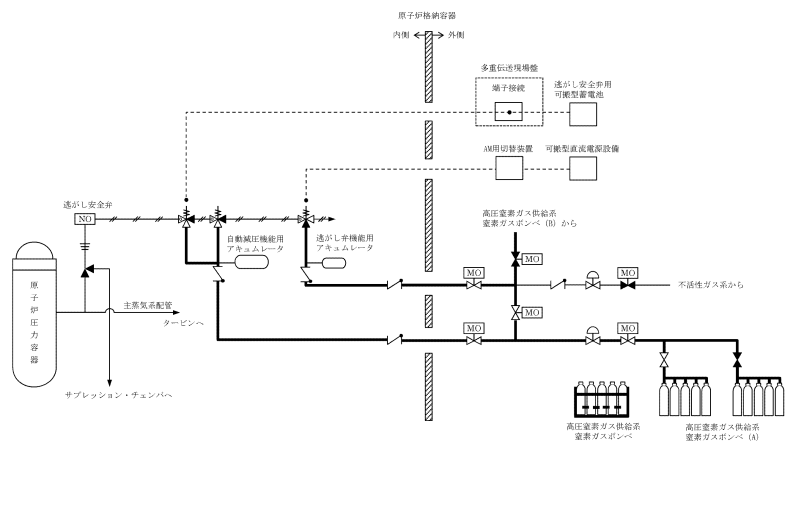 原子炉格納容器
内側
外側
多重伝送現場盤
端子接続
逃がし安全弁用
可搬型蓄電池
AM用切替装置
可搬型直流電源設備
逃がし安全弁
NO
高圧窒素ガス供給系
窒素ガスボンベ（B）から
自動減圧機能用
アキュムレータ
逃がし弁機能用
アキュムレータ
MO
MO
MO
不活性ガス系から
原子炉圧力容器
主蒸気系配管
タービンへ
MO
MO
MO
サプレッション・チェンバへ
高圧窒素ガス供給系
窒素ガスボンベ
高圧窒素ガス供給系
窒素ガスボンベ（A）